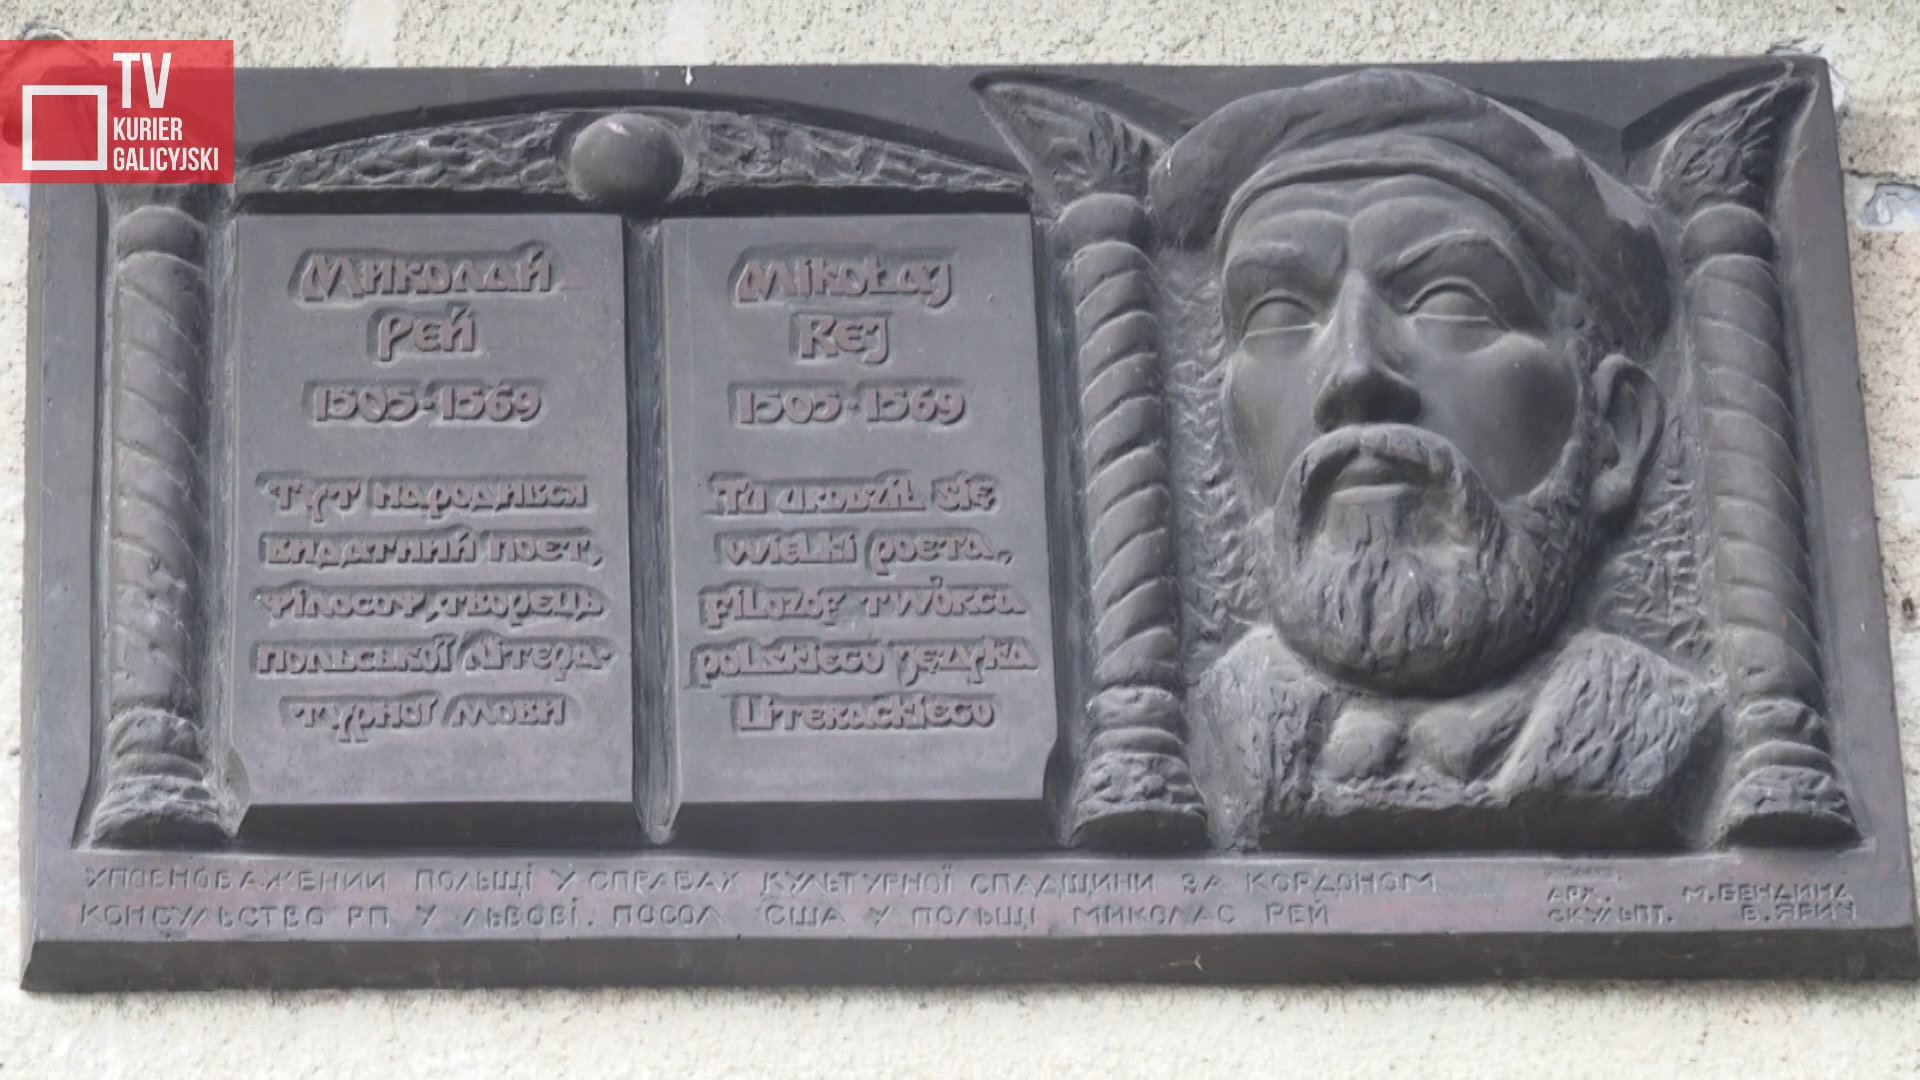 TV
KURIER
GALICYJSKI
Миколай
Рей
1505·1569
Тут народився
видатний поет,
філософ, творець
польської літера-
турної мови
Mikołaj
Rej
1505·1569
Tu urodził się
wielki poeta,
filozof twórca
polskiego języka
literackiego
УПОВНОВАЖЕНИЙ ПОЛЬЩІ У СПРАВАХ КУЛЬТУРНОЇ СПАДЩИНИ ЗА КОРДОНОМ
КОНСУЛЬСТВО РП У ЛЬВОВІ. ПОСОЛ США У ПОЛЬЩІ МИКОЛАС РЕЙ
АРХ. М.БЕНДИНА
СКУЛЬПТ. В.ЯРИЧ